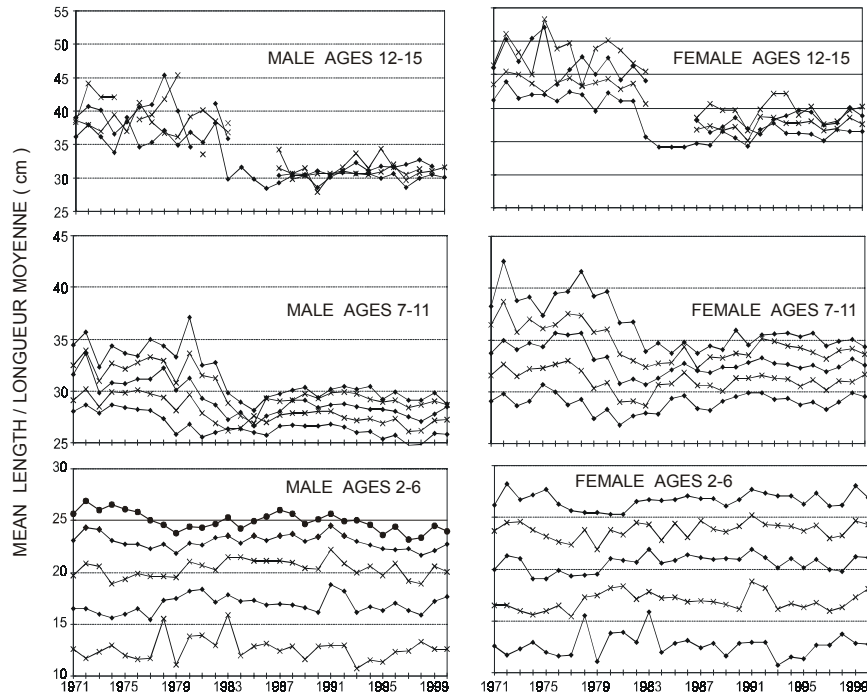 MEAN LENGTH / LONGUEUR MOYENNE ( cm )
MALE AGES 12-15
55
50
45
40
35
30
25
FEMALE AGES 12-15
MALE AGES 7-11
45
40
35
30
25
FEMALE AGES 7-11
MALE AGES 2-6
30
25
20
15
10
FEMALE AGES 2-6
1971 1975 1979 1983 1987 1991 1995 1999
1971 1975 1979 1983 1987 1991 1995 1999